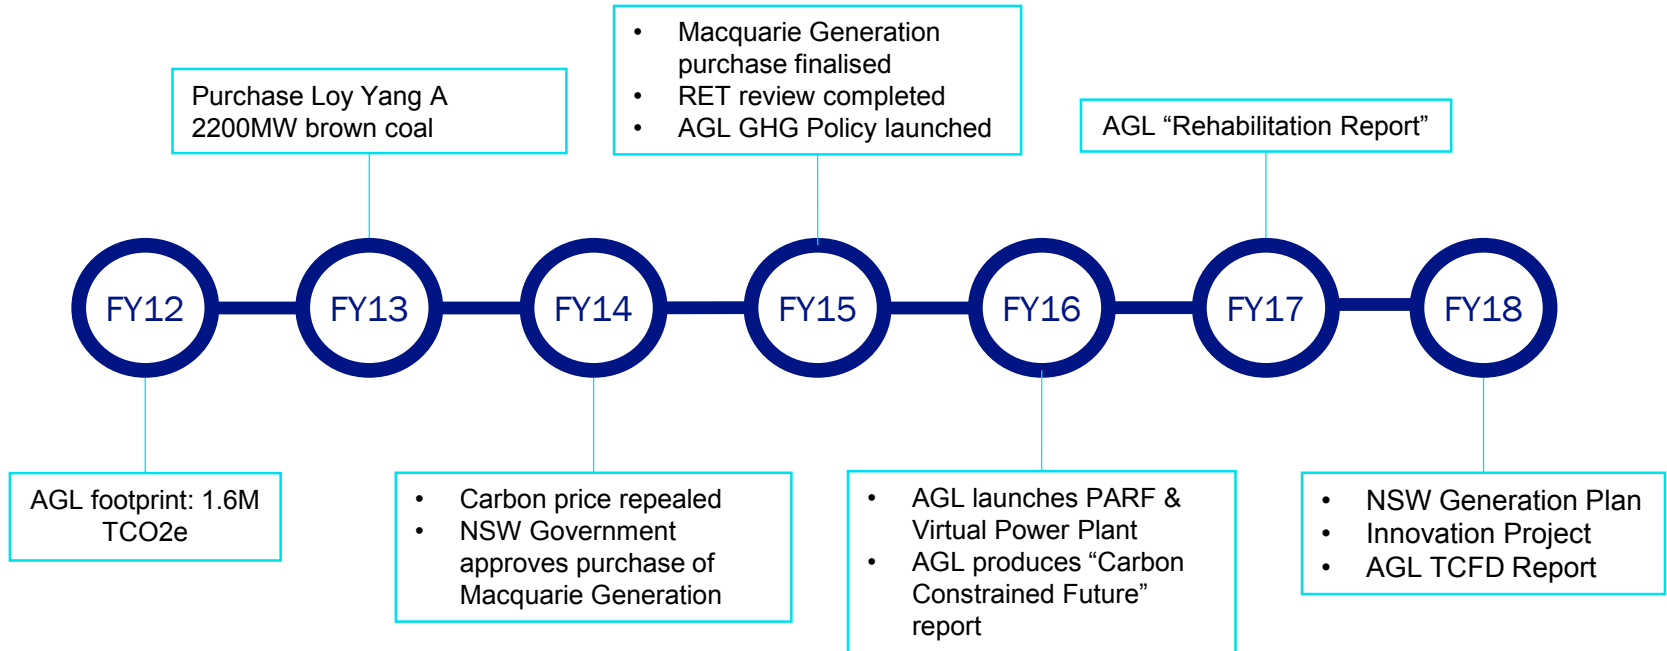 • Macquarie Generation
purchase finalised
• RET review completed
• AGL GHG Policy launched
Purchase Loy Yang A
2200MW brown coal
AGL “Rehabilitation Report”
FY12
FY13
FY14
FY15
FY16
FY17
FY18
AGL footprint: 1.6M
TCO2e
• Carbon price repealed
• NSW Government
approves purchase of
Macquarie Generation
• AGL launches PARF &
Virtual Power Plant
• AGL produces “Carbon
Constrained Future”
report
• NSW Generation Plan
• Innovation Project
• AGL TCFD Report